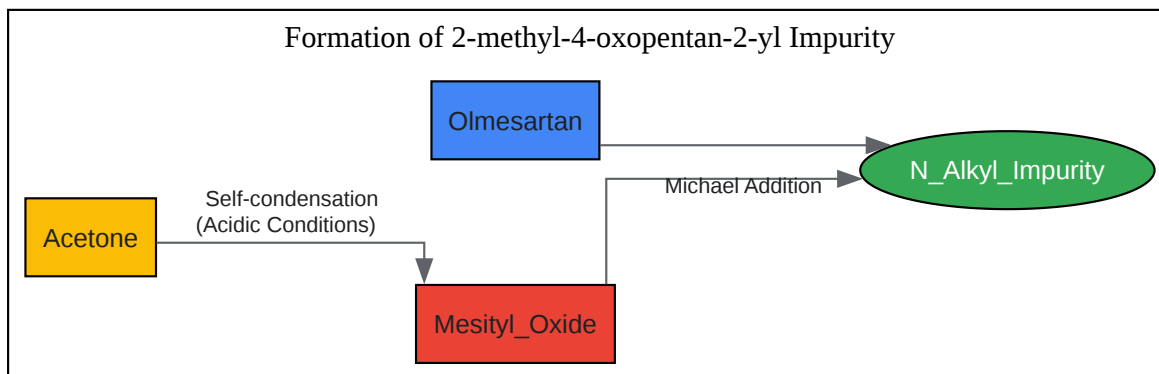 Formation of 2-methyl-4-oxopentan-2-yl Impurity
Olmesartan
N_Alkyl_Impurity
Michael Addition
Self-condensation
(Acidic Conditions)
Acetone
Mesityl_Oxide